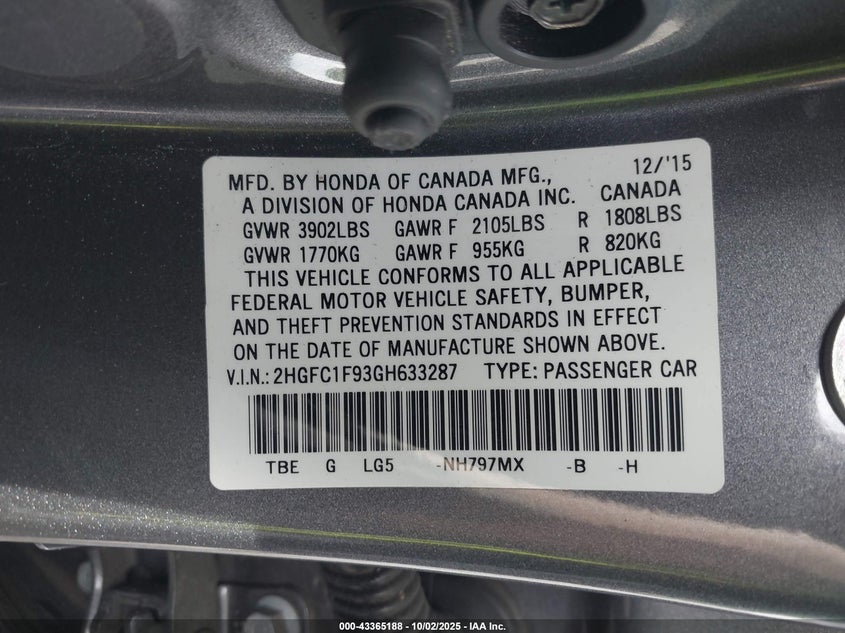 12/'15
MFD. BY HONDA OF CANADA MFG.,
A DIVISION OF HONDA CANADA INC. CANADA
GVWR 3902LBS GAWR F 2105LBS R 1808LBS
GVWR 1770KG GAWR F 955KG R 820KG
THIS VEHICLE CONFORMS TO ALL APPLICABLE
FEDERAL MOTOR VEHICLE SAFETY, BUMPER,
AND THEFT PREVENTION STANDARDS IN EFFECT
ON THE DATE OF MANUFACTURE SHOWN ABOVE.
V.I.N.: 2HGFC1F93GH633287 TYPE: PASSENGER CAR
TBE G LG5 -NH797MX -B -H
000-43365188 - 10/02/2025 - IAA Inc.